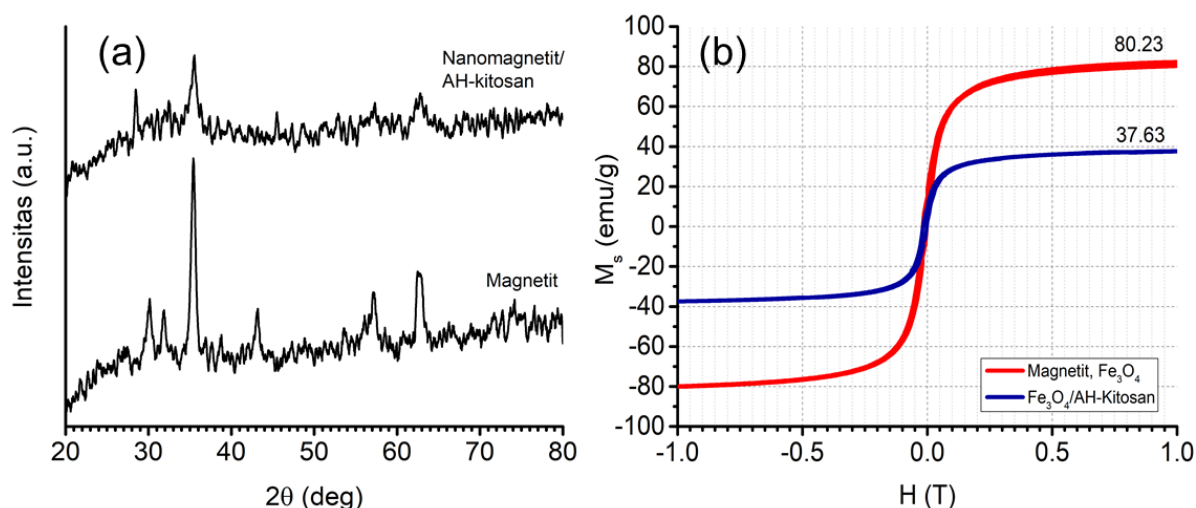 (a)
Nanomagnetit/
AH-kitosan
Magnetit
Intensitas (a.u.)
20 30 40 50 60 70 80
2θ (deg)
(b)
80.23
37.63
100
80
60
40
20
0
-20
-40
-60
-80
-100
Mₛ (emu/g)
Magnetit, Fe₃O₄
Fe₃O₄/AH-Kitosan
-1.0 -0.5 0.0 0.5 1.0
H (T)